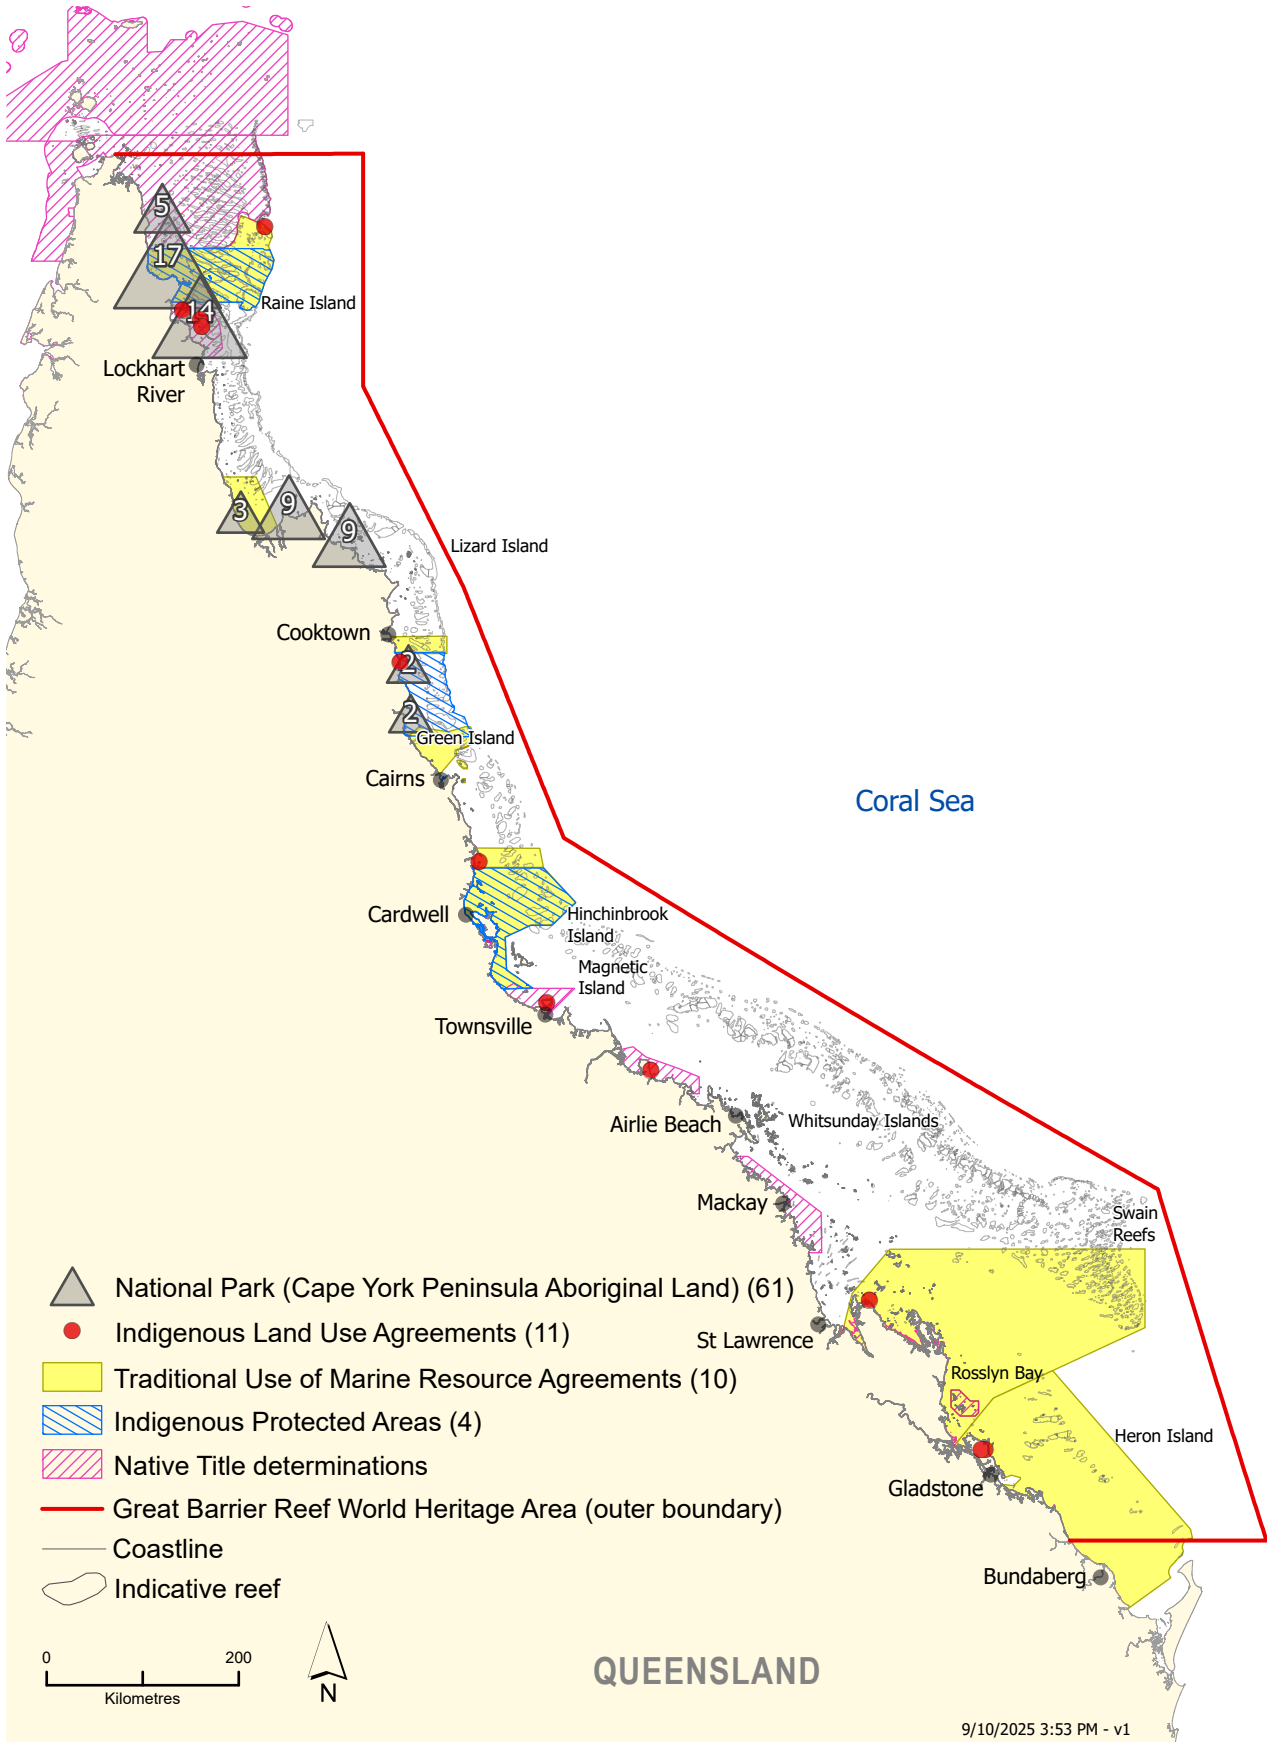 5
17
Raine Island
14
Lockhart
River
3
9
9
Lizard Island
Cooktown
2
2
Green Island
Cairns
Coral Sea
Cardwell
Hinchinbrook
Island
Magnetic
Island
Townsville
Airlie Beach
Whitsunday Islands
Mackay
Swain
Reefs
National Park (Cape York Peninsula Aboriginal Land) (61)
Indigenous Land Use Agreements (11)
St Lawrence
Traditional Use of Marine Resource Agreements (10)
Rosslyn Bay
Indigenous Protected Areas (4)
Heron Island
Native Title determinations
Gladstone
Great Barrier Reef World Heritage Area (outer boundary)
Coastline
Bundaberg
Indicative reef
0 200
Kilometres
N
QUEENSLAND
9/10/2025 3:53 PM - v1